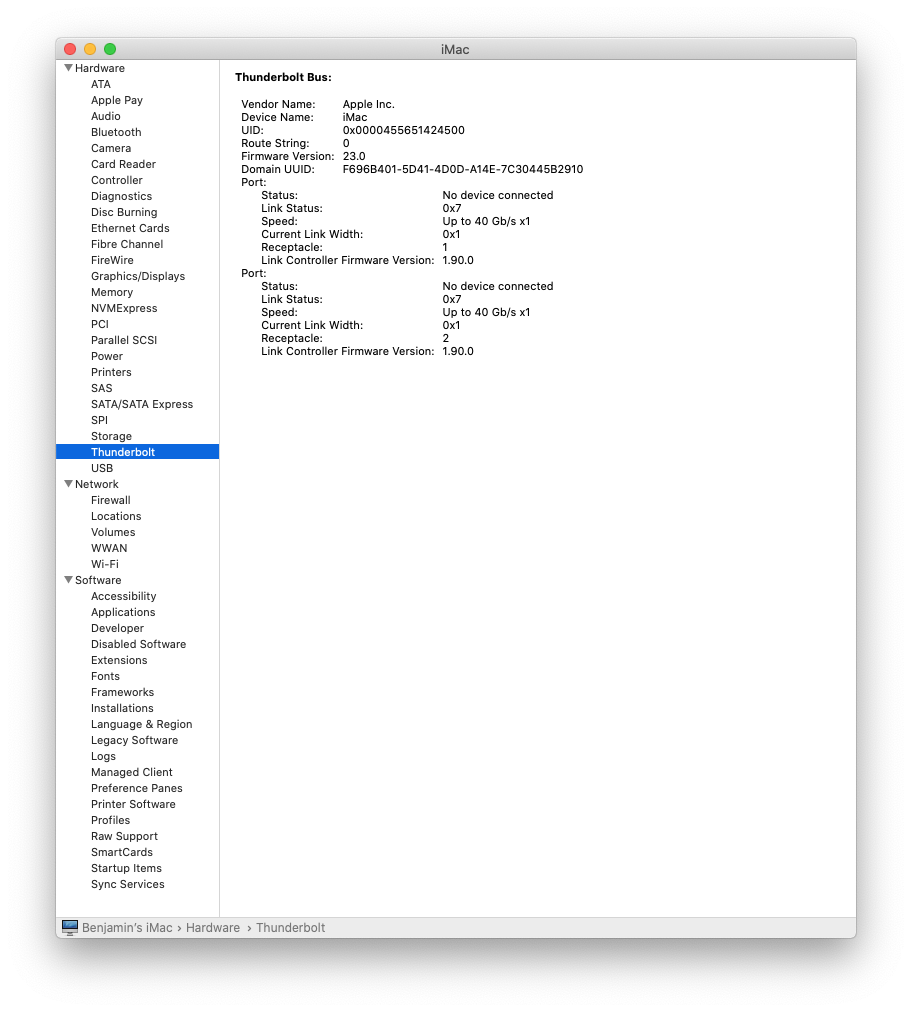 iMac
Hardware
ATA
Apple Pay
Audio
Bluetooth
Camera
Card Reader
Controller
Diagnostics
Disc Burning
Ethernet Cards
Fibre Channel
FireWire
Graphics/Displays
Memory
NVMExpress
PCI
Parallel SCSI
Power
Printers
SAS
SATA/SATA Express
SPI
Storage
Thunderbolt
USB
Network
Firewall
Locations
Volumes
WWAN
Wi-Fi
Software
Accessibility
Applications
Developer
Disabled Software
Extensions
Fonts
Frameworks
Installations
Language & Region
Legacy Software
Logs
Managed Client
Preference Panes
Printer Software
Profiles
Raw Support
SmartCards
Startup Items
Sync Services
Thunderbolt Bus:
Vendor Name: Apple Inc.
Device Name: iMac
UID: 0x0000455651424500
Route String: 0
Firmware Version: 23.0
Domain UUID: F696B401-5D41-4D0D-A14E-7C30445B2910
Port:
Status: No device connected
Link Status: 0x7
Speed: Up to 40 Gb/s x1
Current Link Width: 0x1
Receptacle: 1
Link Controller Firmware Version: 1.90.0
Port:
Status: No device connected
Link Status: 0x7
Speed: Up to 40 Gb/s x1
Current Link Width: 0x1
Receptacle: 2
Link Controller Firmware Version: 1.90.0
Benjamin's iMac › Hardware › Thunderbolt